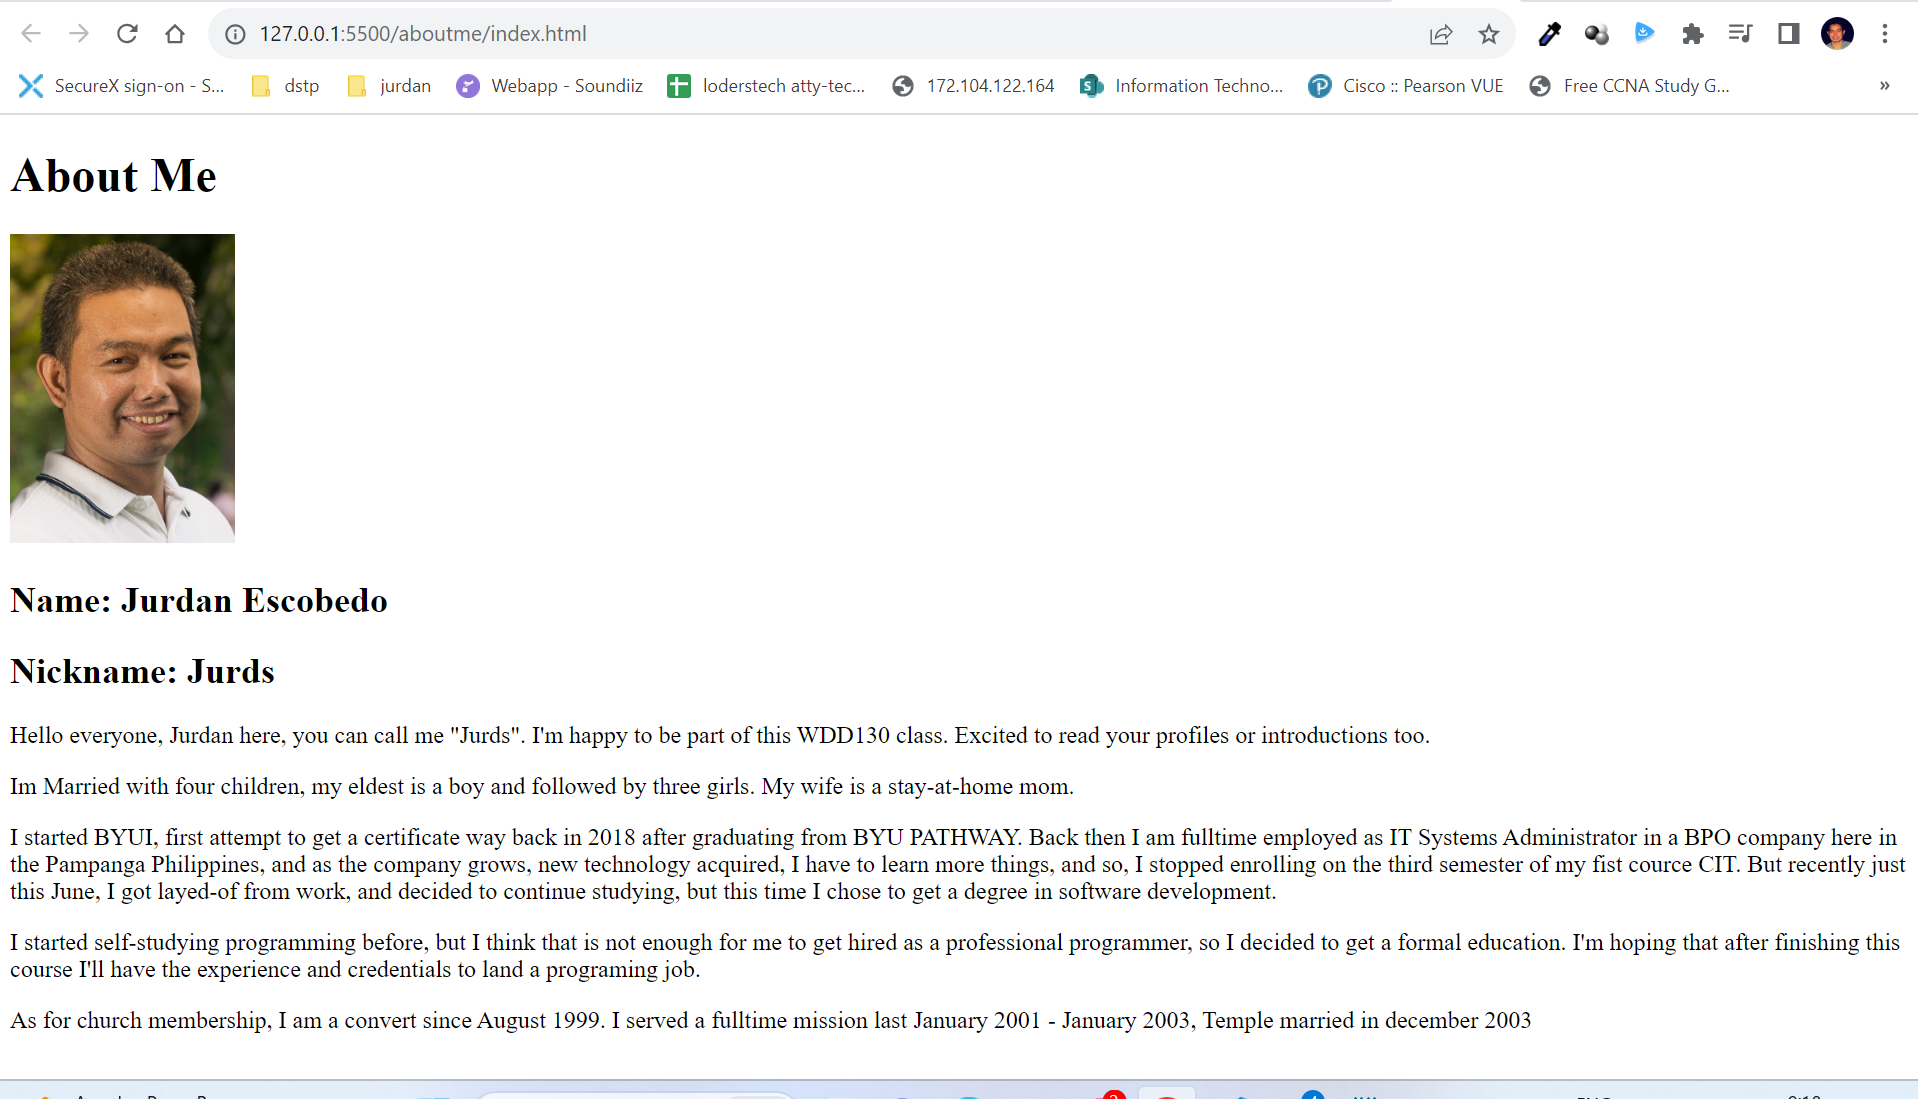 127.0.0.1:5500/aboutme/index.html
SecureX sign-on - S... dstp jurdan Webapp - Soundiiz loderstech atty-tec... 172.104.122.164 Information Techno... Cisco :: Pearson VUE Free CCNA Study G... »
About Me
Name: Jurdan Escobedo
Nickname: Jurds
Hello everyone, Jurdan here, you can call me "Jurds". I'm happy to be part of this WDD130 class. Excited to read your profiles or introductions too.
Im Married with four children, my eldest is a boy and followed by three girls. My wife is a stay-at-home mom.
I started BYUI, first attempt to get a certificate way back in 2018 after graduating from BYU PATHWAY. Back then I am fulltime employed as IT Systems Administrator in a BPO company here in
the Pampanga Philippines, and as the company grows, new technology acquired, I have to learn more things, and so, I stopped enrolling on the third semester of my fist cource CIT. But recently just
this June, I got layed-of from work, and decided to continue studying, but this time I chose to get a degree in software development.
I started self-studying programming before, but I think that is not enough for me to get hired as a professional programmer, so I decided to get a formal education. I'm hoping that after finishing this
course I'll have the experience and credentials to land a programing job.
As for church membership, I am a convert since August 1999. I served a fulltime mission last January 2001 - January 2003, Temple married in december 2003